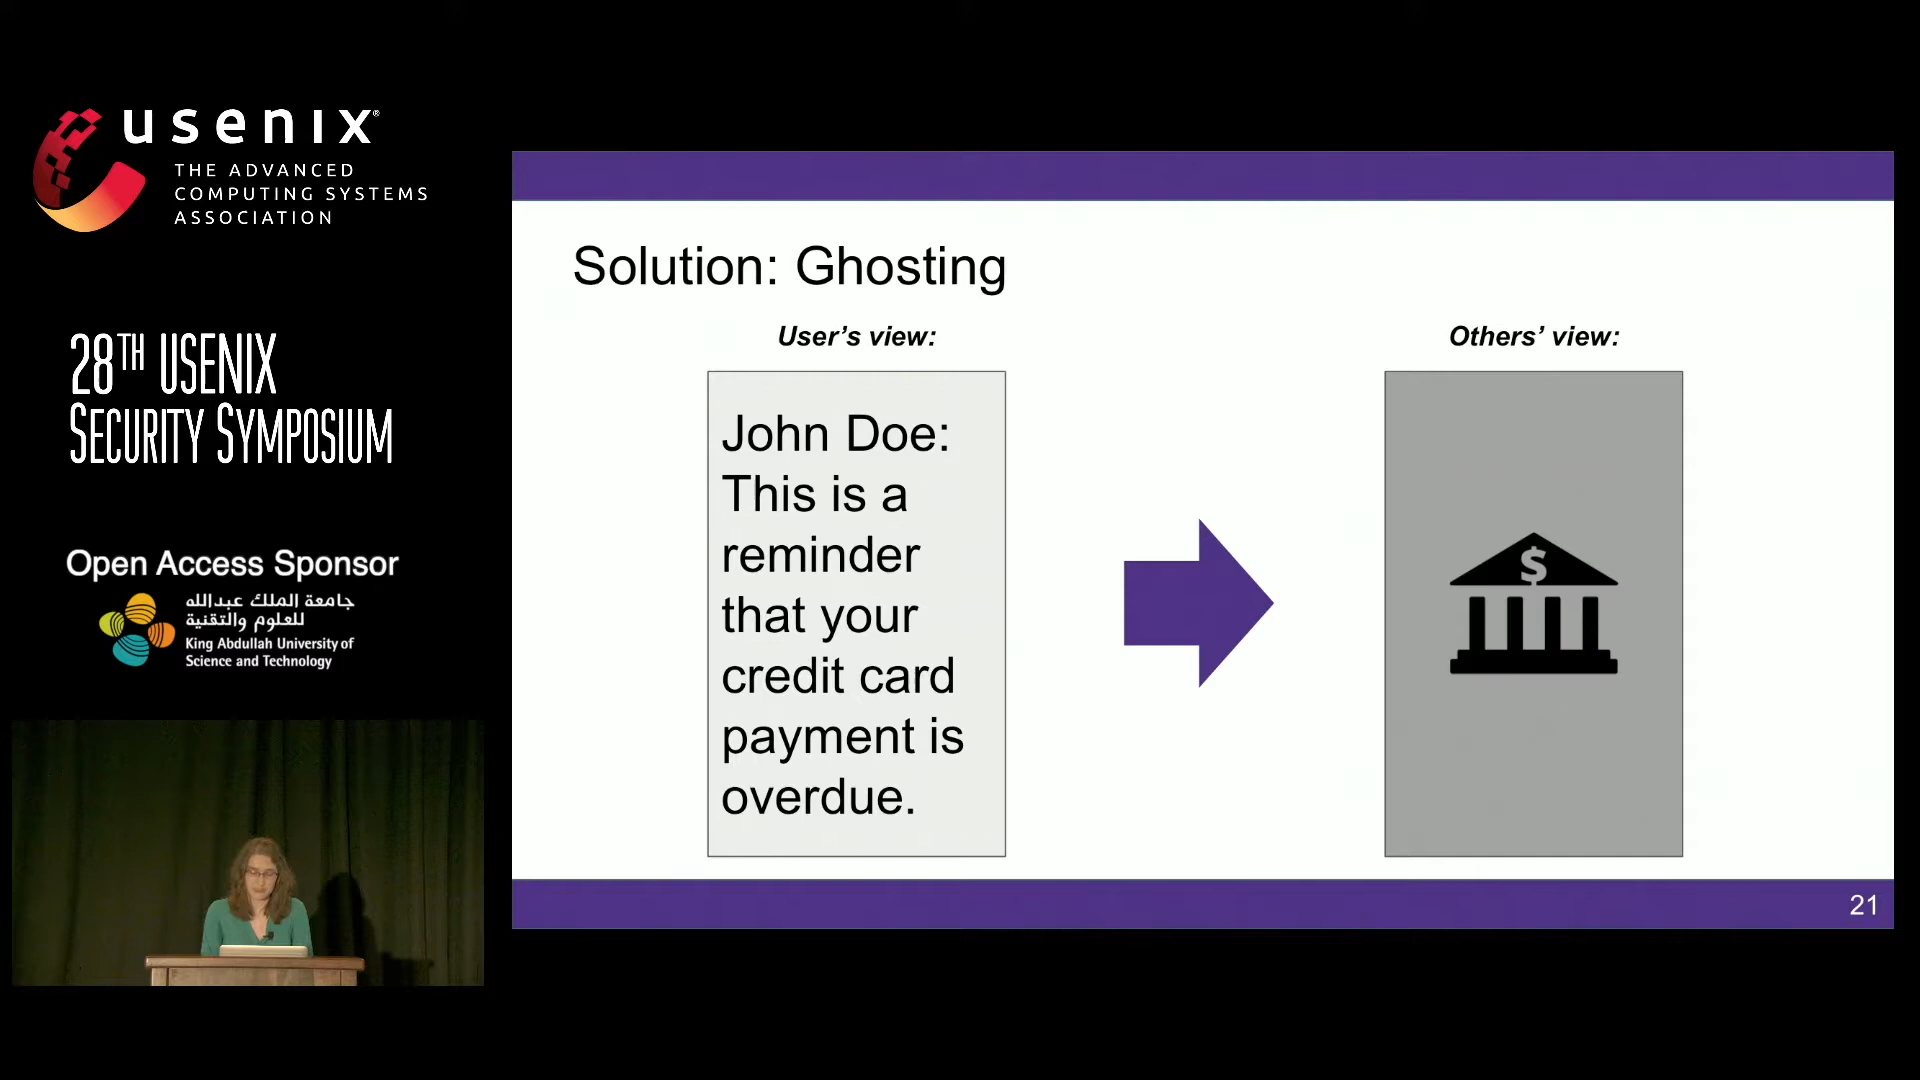 usenix®
THE ADVANCED
COMPUTING SYSTEMS
ASSOCIATION
28TH USENIX
SECURITY SYMPOSIUM
Open Access Sponsor
جامعة الملك عبدالله
للعلوم والتقنية
King Abdullah University of
Science and Technology
Solution: Ghosting
User's view:
Others' view:
John Doe:
This is a
reminder
that your
credit card
payment is
overdue.
$
21